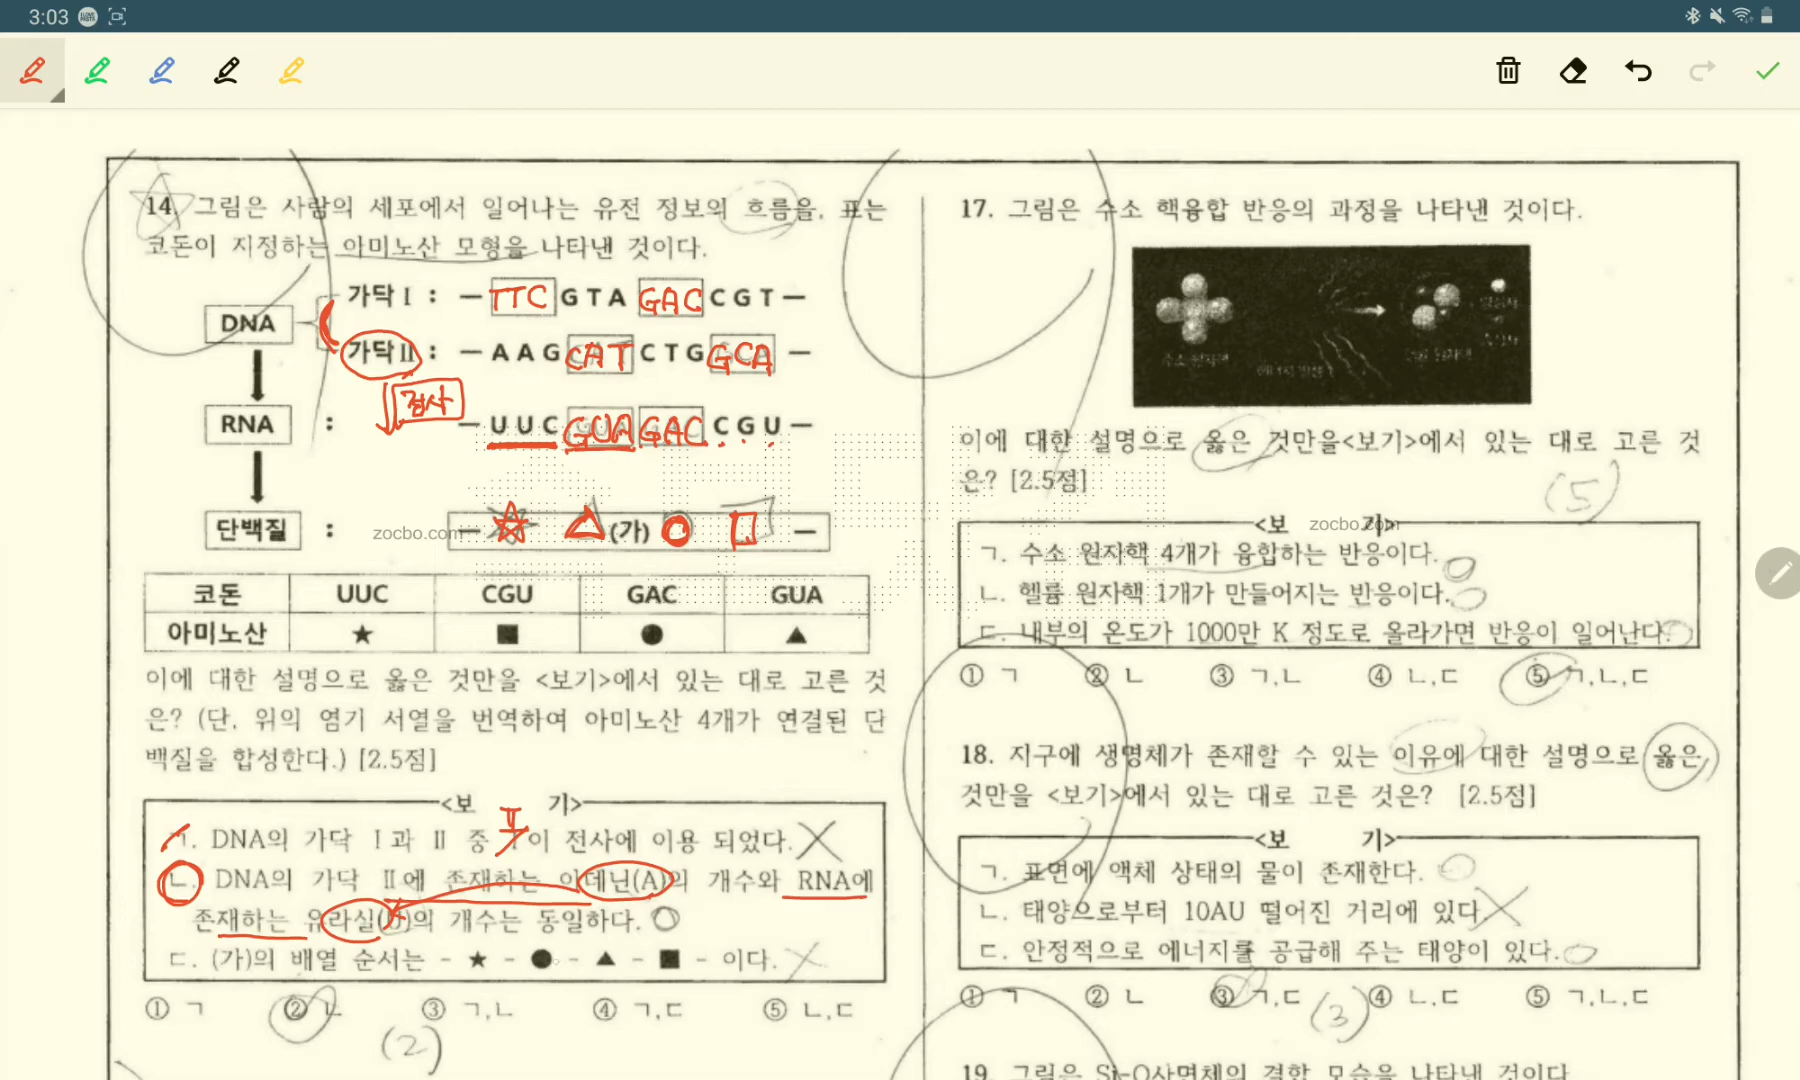 3:03
14. 그림은 사람의 세포에서 일어나는 유전 정보의 흐름을, 표는
코돈이 지정하는 아미노산 모형을 나타낸 것이다.
가닥 Ⅰ : — TTC G T A GAC C G T —
DNA
가닥 Ⅱ : — A A G CAT C T G GCA —
전사
RNA : — U U C GUA GAC C G U —
단백질 : — (가) —
zocbo.com
코돈 UUC CGU GAC GUA
아미노산 ★ ■ ● ▲
이에 대한 설명으로 옳은 것만을 <보기>에서 있는 대로 고른 것
은? (단, 위의 염기 서열을 번역하여 아미노산 4개가 연결된 단
백질을 합성한다.) [2.5점]
<보 기>
Ⅱ
ㄱ. DNA의 가닥 Ⅰ과 Ⅱ 중 Ⅰ이 전사에 이용 되었다.
ㄴ. DNA의 가닥 Ⅱ에 존재하는 아데닌(A)의 개수와 RNA에
존재하는 유라실(U)의 개수는 동일하다.
ㄷ. (가)의 배열 순서는 - ★ - ● - ▲ - ■ - 이다.
① ㄱ ② ㄴ ③ ㄱ,ㄴ ④ ㄱ,ㄷ ⑤ ㄴ,ㄷ
(2)
17. 그림은 수소 핵융합 반응의 과정을 나타낸 것이다.
이에 대한 설명으로 옳은 것만을<보기>에서 있는 대로 고른 것
은? [2.5점]
(5)
<보 기>
zocbo.com
ㄱ. 수소 원자핵 4개가 융합하는 반응이다.
ㄴ. 헬륨 원자핵 1개가 만들어지는 반응이다.
ㄷ. 내부의 온도가 1000만 K 정도로 올라가면 반응이 일어난다.
① ㄱ ② ㄴ ③ ㄱ,ㄴ ④ ㄴ,ㄷ ⑤ ㄱ,ㄴ,ㄷ
18. 지구에 생명체가 존재할 수 있는 이유에 대한 설명으로 옳은
것만을 <보기>에서 있는 대로 고른 것은? [2.5점]
<보 기>
ㄱ. 표면에 액체 상태의 물이 존재한다.
ㄴ. 태양으로부터 10AU 떨어진 거리에 있다.
ㄷ. 안정적으로 에너지를 공급해 주는 태양이 있다.
① ㄱ ② ㄴ ③ ㄱ,ㄷ ④ ㄴ,ㄷ ⑤ ㄱ,ㄴ,ㄷ
(3)
19. 그림은 Si-O사면체의 결합 모습을 나타낸 것이다